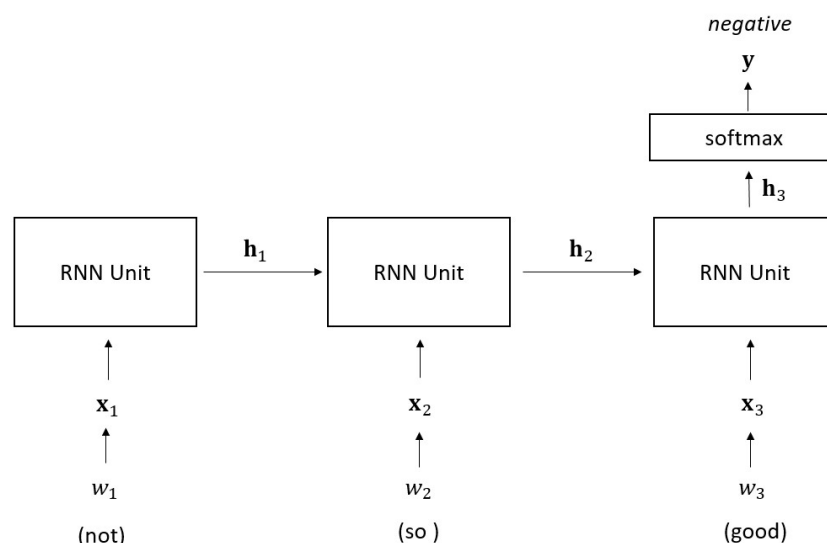 negative
y
softmax
h₃
h₁
h₂
RNN Unit
RNN Unit
RNN Unit
x₁
x₂
x₃
w₁
w₂
w₃
(not)
(so )
(good)